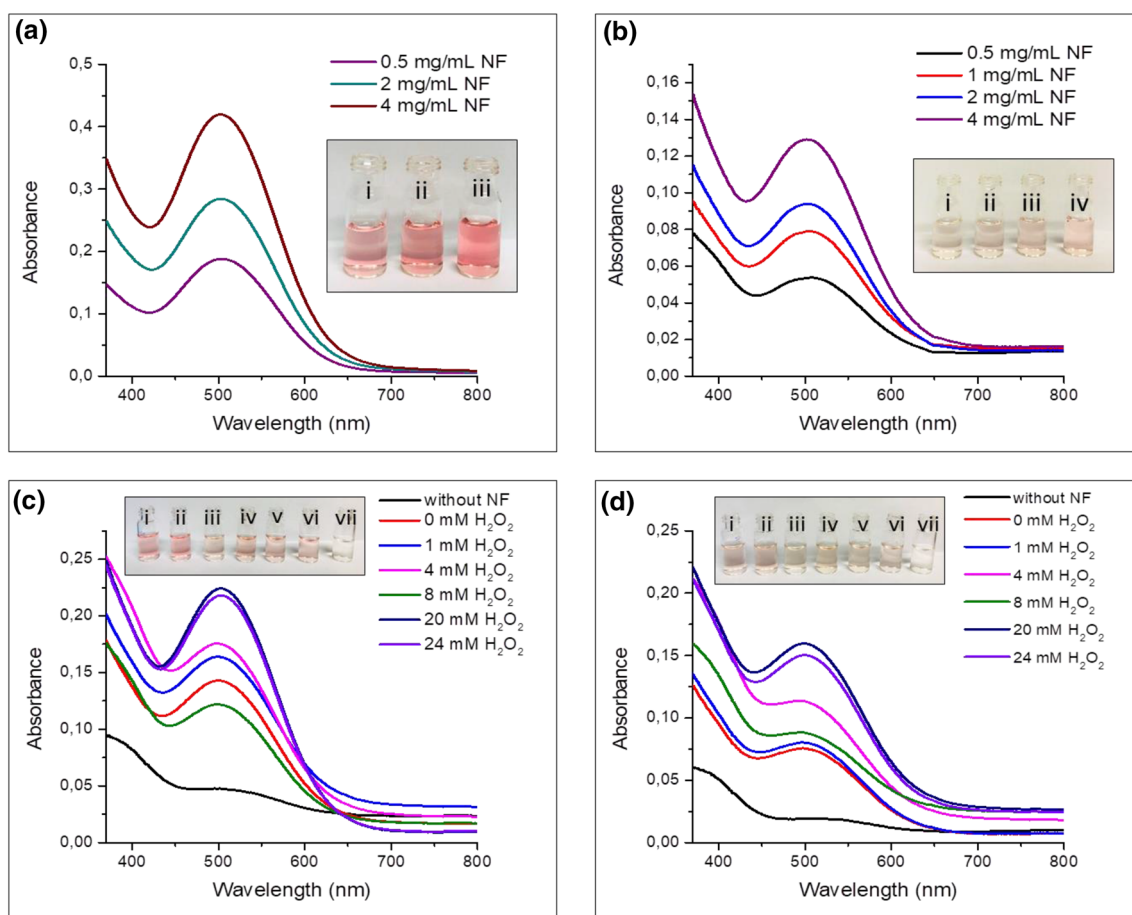 (a)
0,5
0,4
0,3
0,2
0,1
0,0
Absorbance
400 500 600 700 800
Wavelength (nm)
0.5 mg/mL NF
2 mg/mL NF
4 mg/mL NF
i ii iii
(b)
0,16
0,14
0,12
0,10
0,08
0,06
0,04
0,02
0,00
Absorbance
400 500 600 700 800
Wavelength (nm)
0.5 mg/mL NF
1 mg/mL NF
2 mg/mL NF
4 mg/mL NF
i ii iii iv
(c)
0,25
0,20
0,15
0,10
0,05
0,00
Absorbance
400 500 600 700 800
Wavelength (nm)
i ii iii iv v vi vii
without NF
0 mM H₂O₂
1 mM H₂O₂
4 mM H₂O₂
8 mM H₂O₂
20 mM H₂O₂
24 mM H₂O₂
(d)
0,25
0,20
0,15
0,10
0,05
0,00
Absorbance
400 500 600 700 800
Wavelength (nm)
i ii iii iv v vi vii
without NF
0 mM H₂O₂
1 mM H₂O₂
4 mM H₂O₂
8 mM H₂O₂
20 mM H₂O₂
24 mM H₂O₂